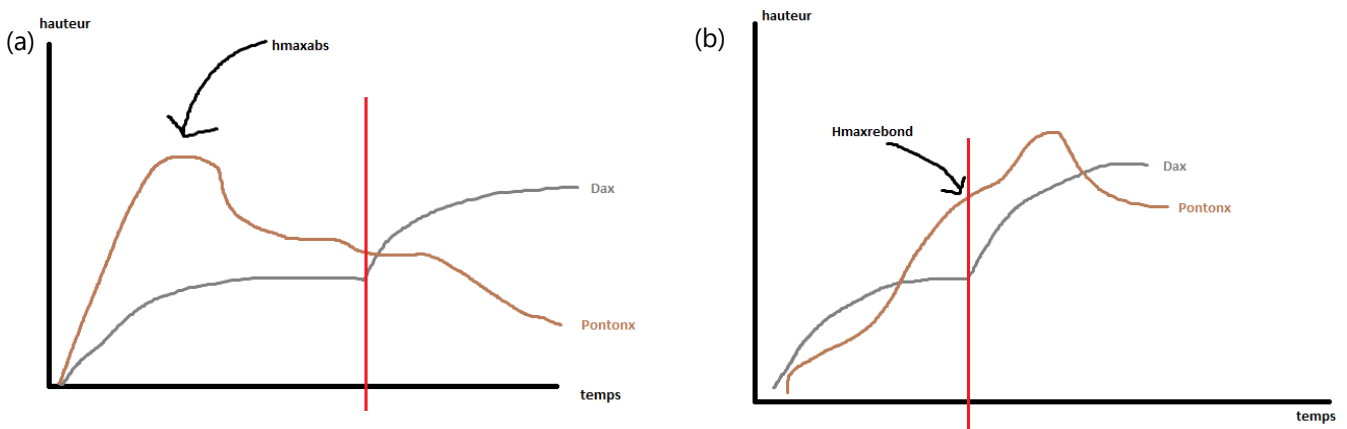 (a)
hauteur
hmaxabs
Dax
Pontonx
temps
(b)
hauteur
Hmaxrebond
Dax
Pontonx
temps